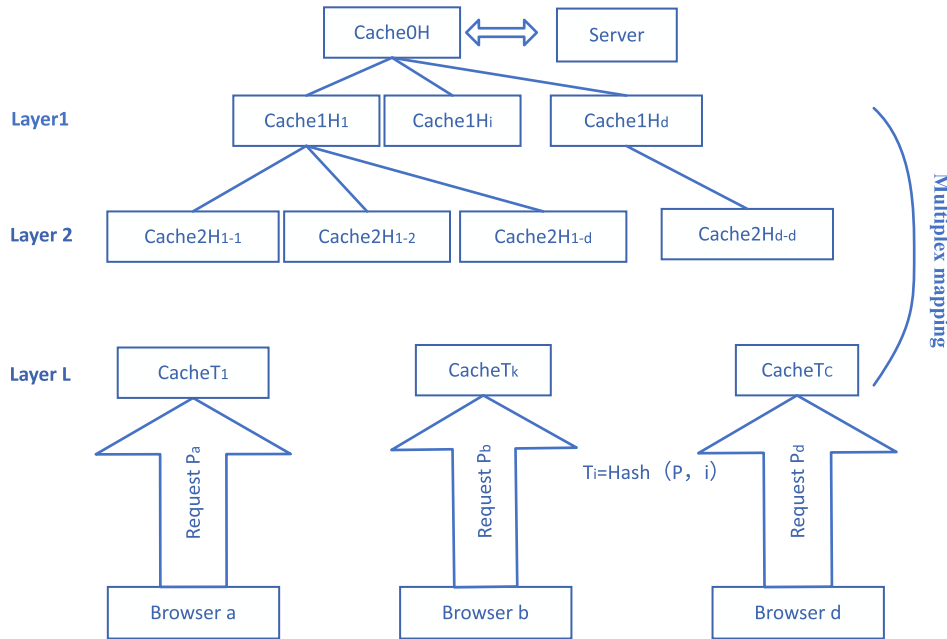 Cache0H
Server
Layer1
Cache1H1
Cache1Hi
Cache1Hd
Layer 2
Cache2H1-1
Cache2H1-2
Cache2H1-d
Cache2Hd-d
Multiplex mapping
Layer L
CacheT1
CacheTk
CacheTC
Request Pa
Request Pb
Ti=Hash（P，i）
Request Pd
Browser a
Browser b
Browser d